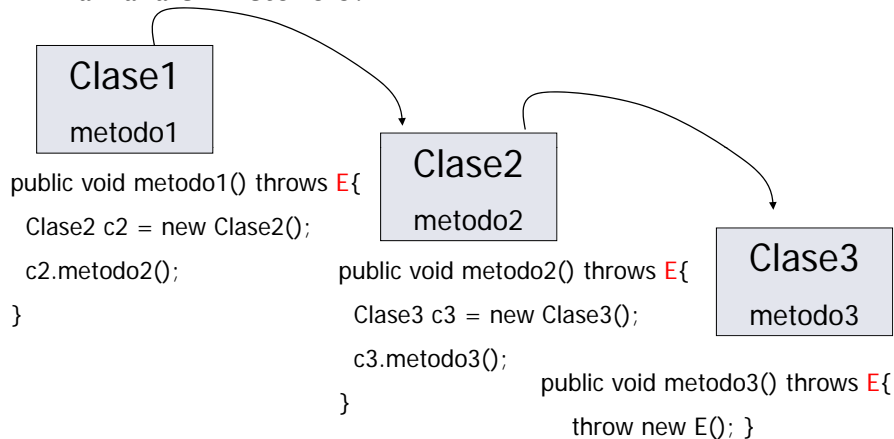 Clase1
metodo1
public void metodo1() throws E{
Clase2 c2 = new Clase2();
c2.metodo2();
}
Clase2
metodo2
public void metodo2() throws E{
Clase3 c3 = new Clase3();
c3.metodo3();
}
Clase3
metodo3
public void metodo3() throws E{
throw new E(); }